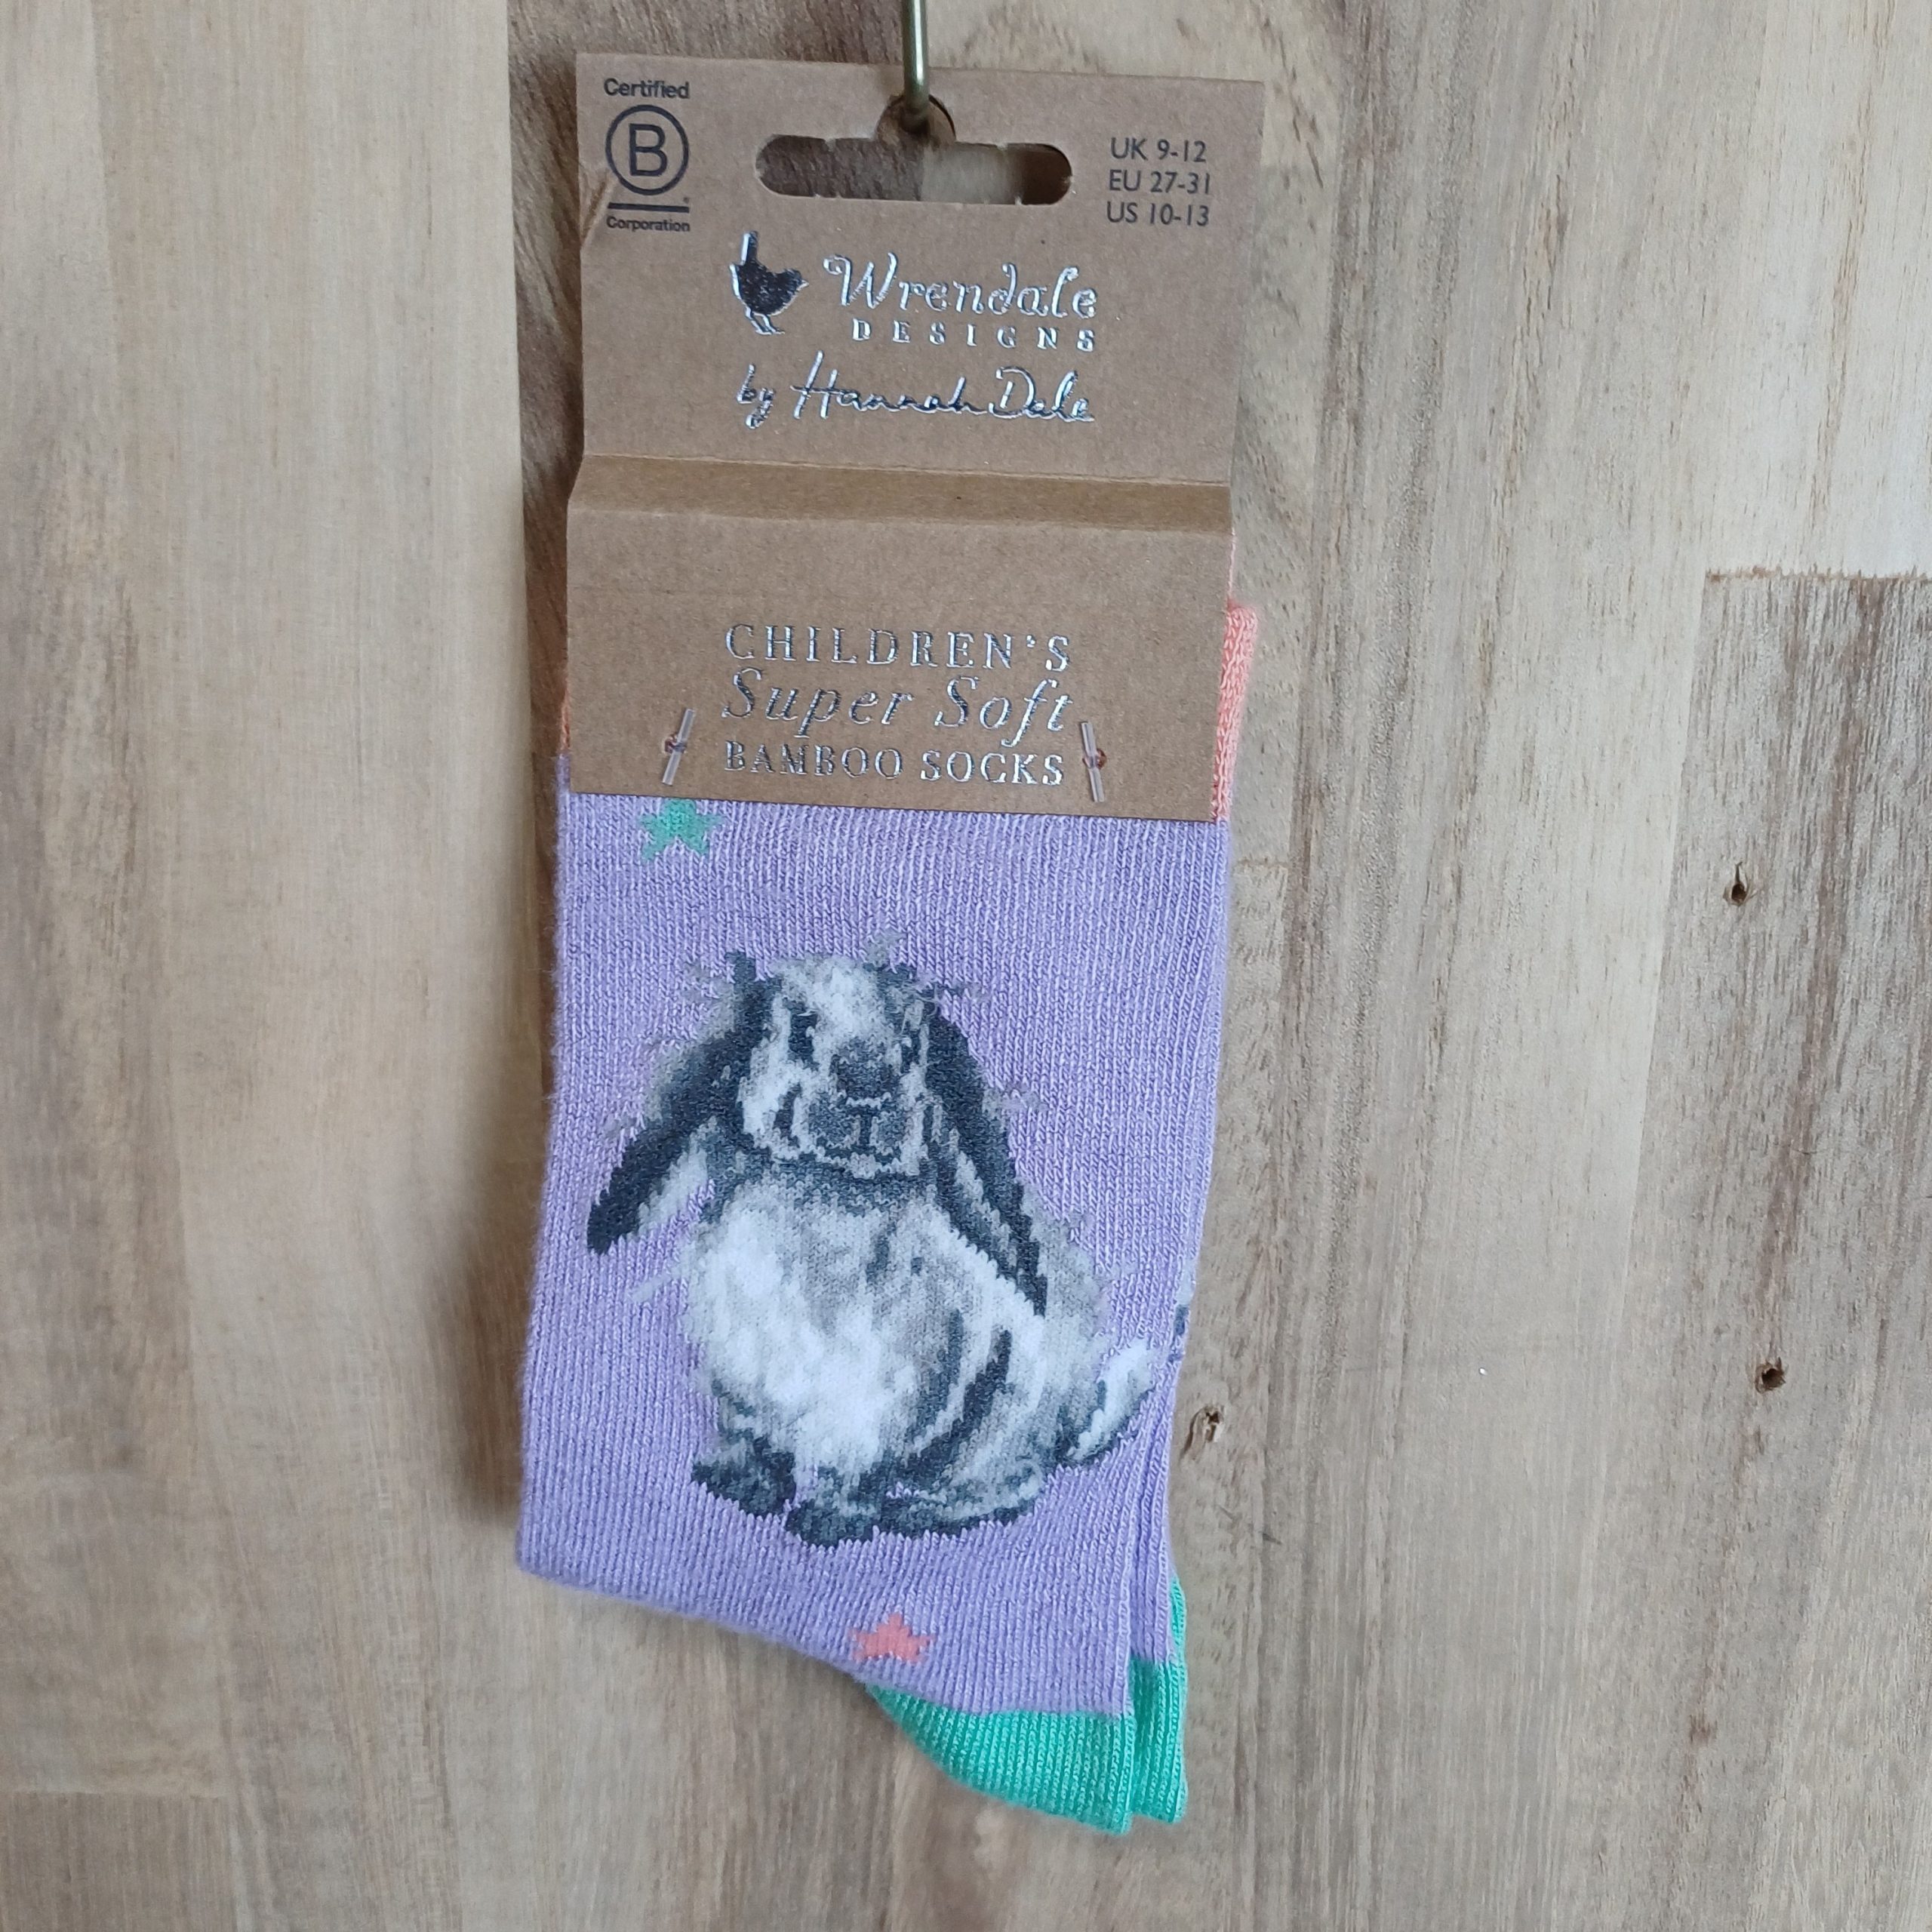 Certified
B
Corporation
UK 9-12
EU 27-31
US 10-13
Wrendale
DESIGNS
by Hannah Dale
CHILDREN'S
Super Soft
BAMBOO SOCKS